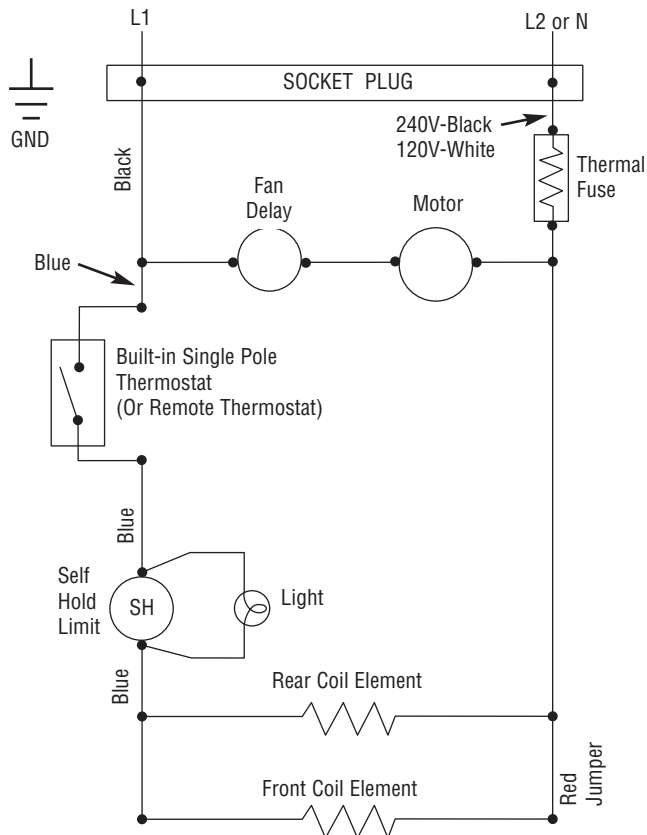 L1
L2 or N
SOCKET PLUG
GND
240V-Black
120V-White
Black
Thermal
Fuse
Fan
Delay
Motor
Blue
Built-in Single Pole
Thermostat
(Or Remote Thermostat)
Blue
Self
Hold
Limit
SH
Light
Blue
Rear Coil Element
Front Coil Element
Red
Jumper